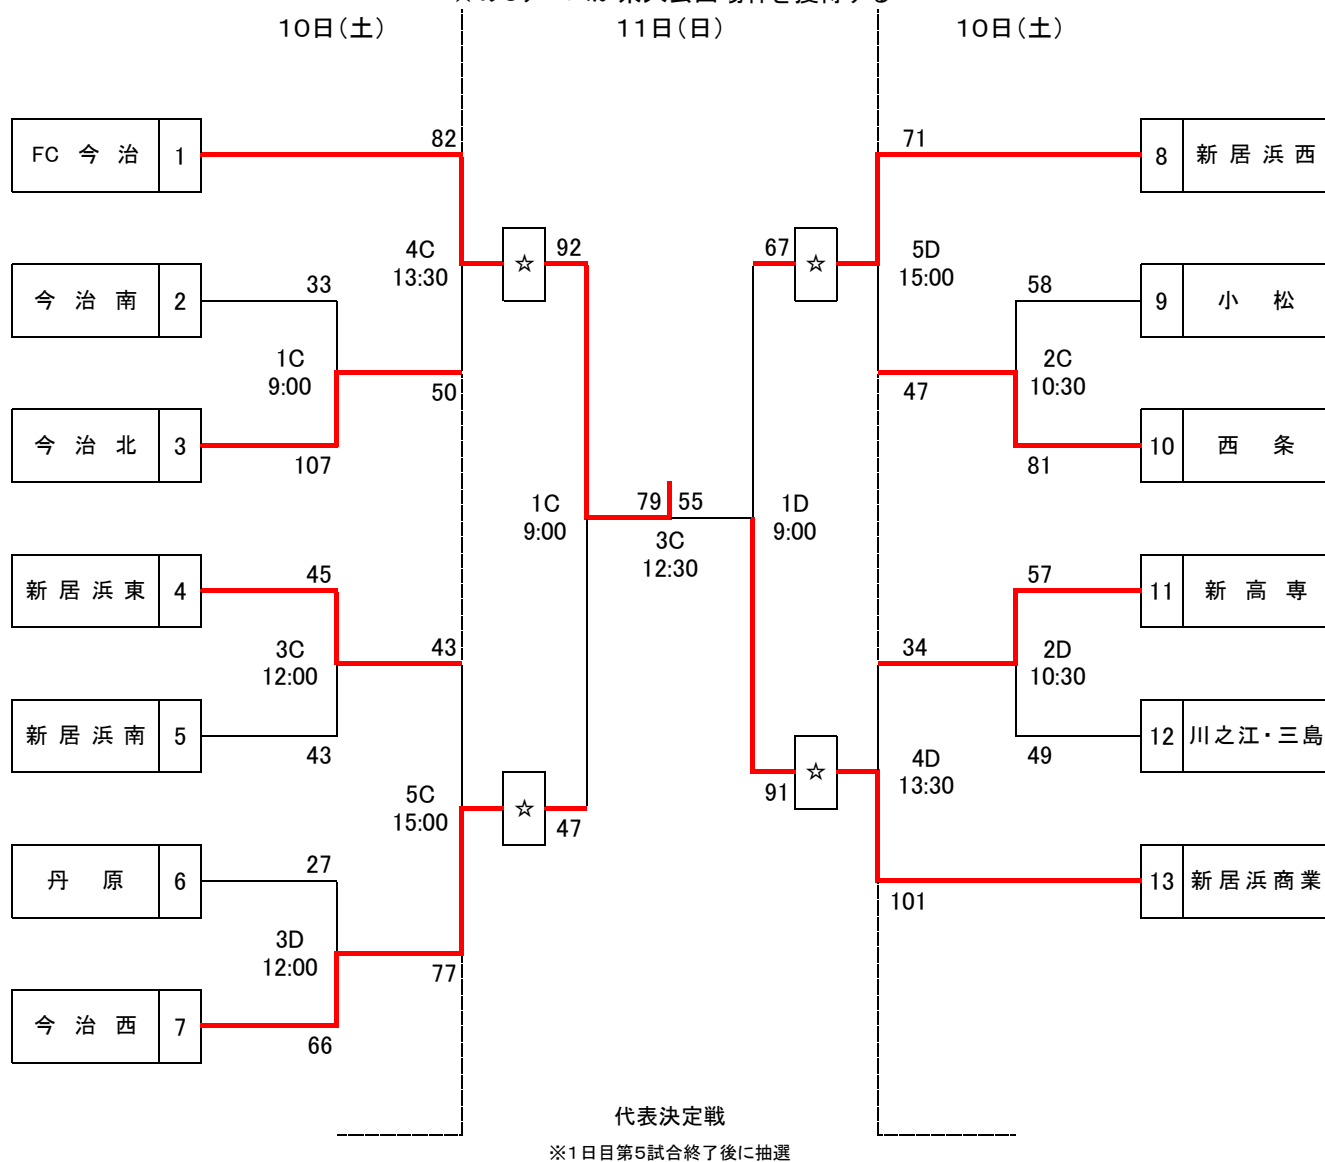 10日(土)
11日(日)
10日(土)
FC 今 治 1
82
71
8 新居浜西
4C
13:30
☆
92
67
☆
5D
15:00
今 治 南 2
33
58
9 小 松
1C
9:00
50
47
2C
10:30
今 治 北 3
107
81
10 西 条
1C
9:00
79
55
3C
12:30
1D
9:00
新居浜東 4
45
57
11 新 高 専
3C
12:00
43
34
2D
10:30
新居浜南 5
43
49
12 川之江・三島
5C
15:00
☆
47
91
☆
4D
13:30
丹 原 6
27
101
13 新居浜商業
3D
12:00
77
今 治 西 7
66
代表決定戦
※1日目第5試合終了後に抽選